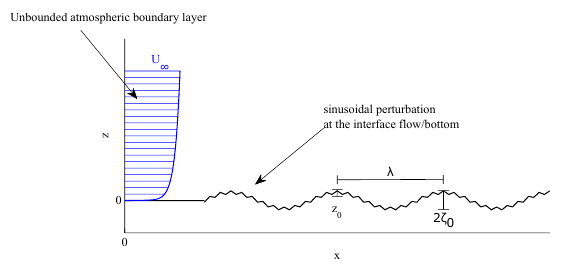 Unbounded atmospheric boundary layer
U∞
sinusoidal perturbation
at the interface flow/bottom
z
λ
0
z0
2ζ0
0
x